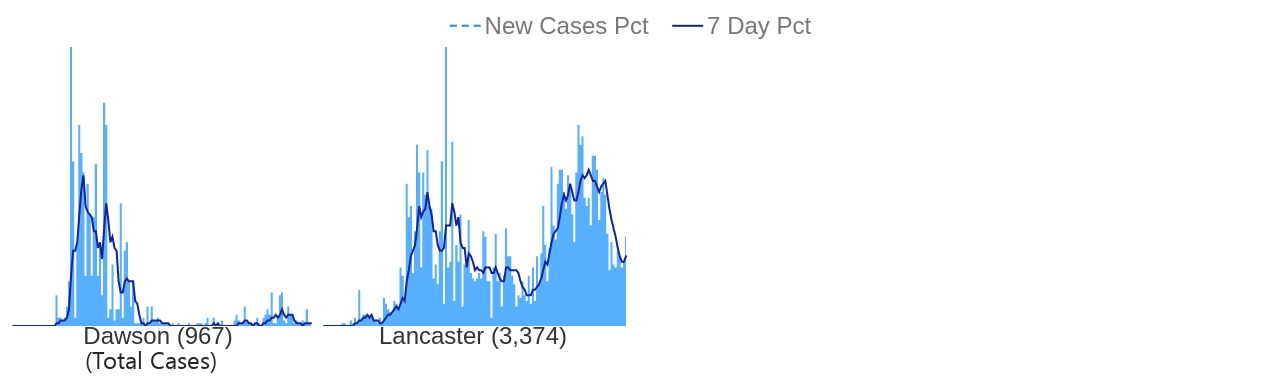 New Cases Pct 7 Day Pct
Dawson (967) Lancaster (3,374)
(Total Cases)